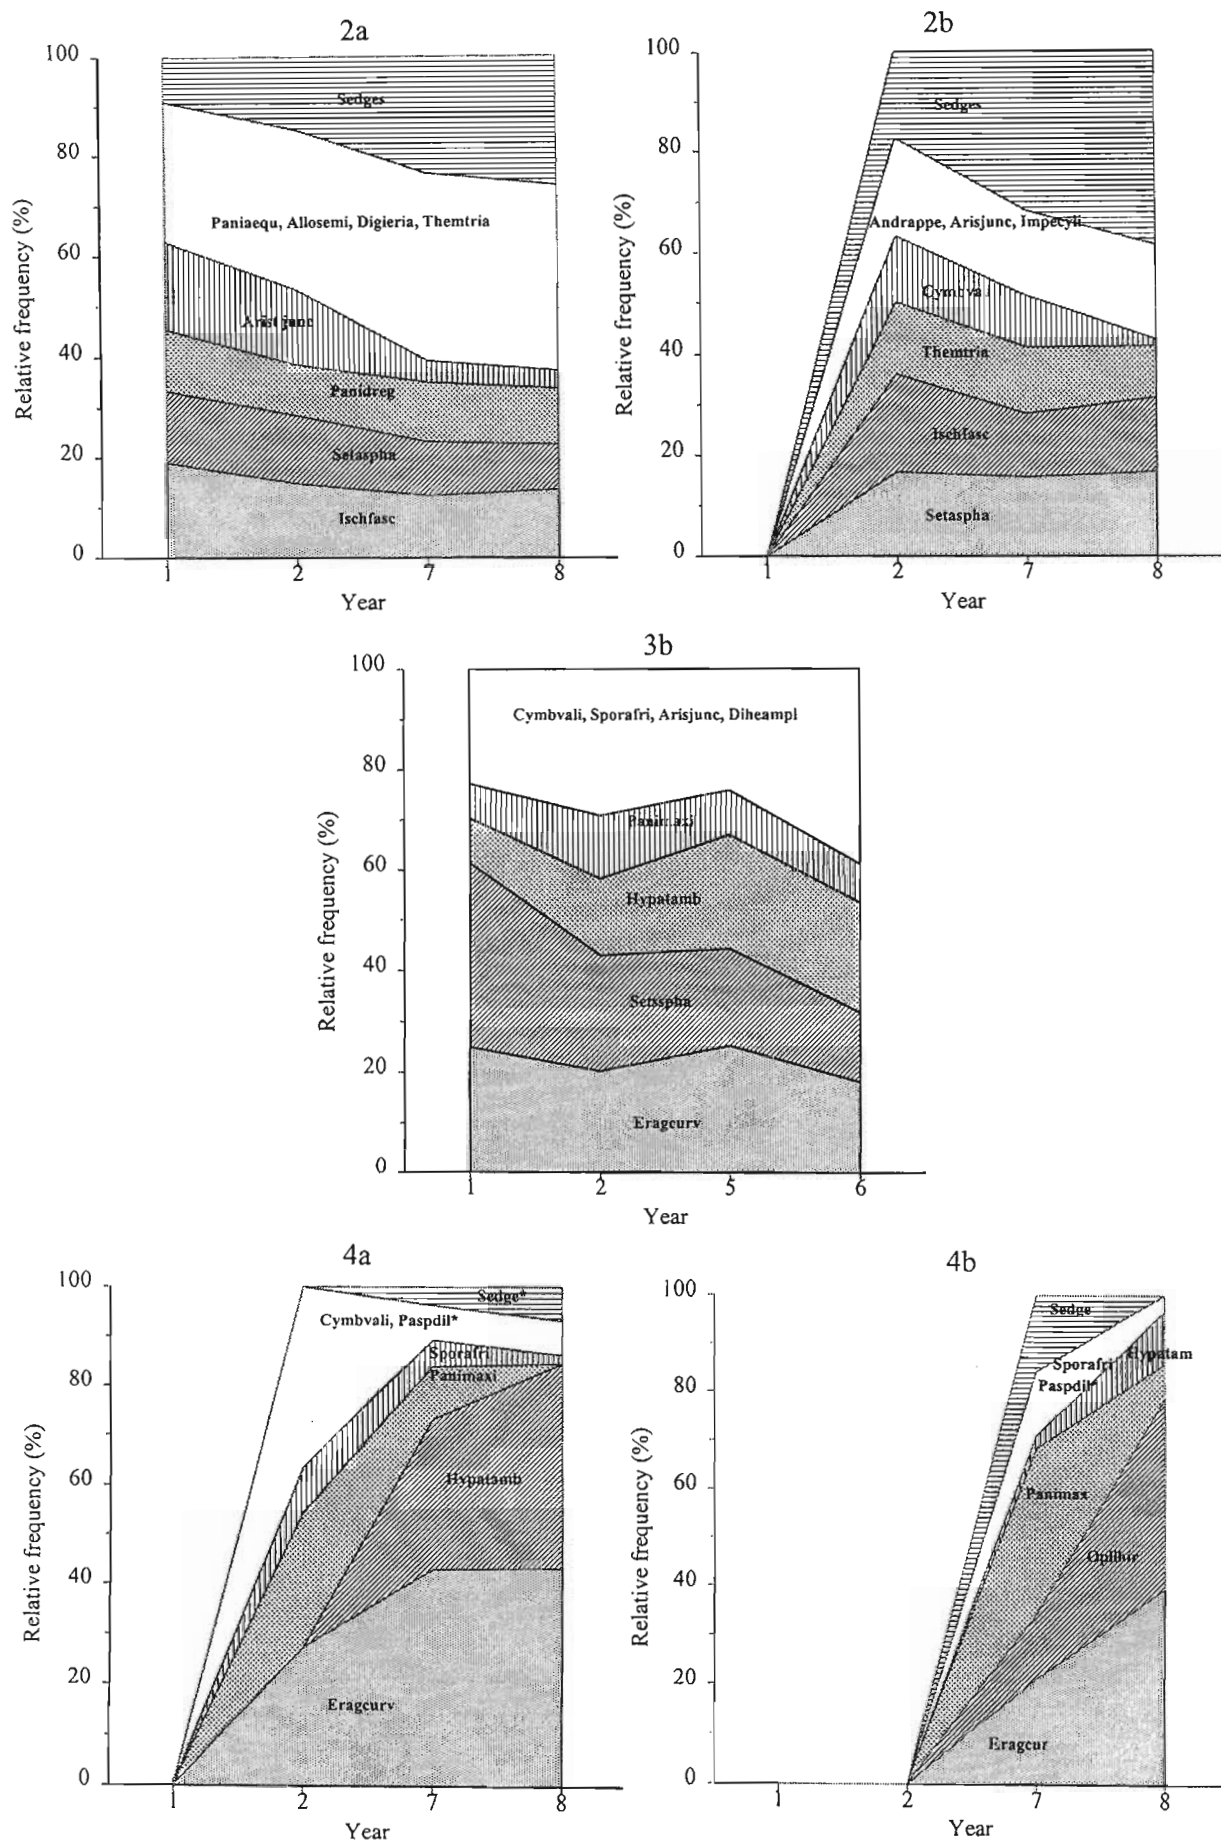 2a
100
80
60
40
20
0
Relative frequency (%)
Sedges
Paniaequ, Allosemi, Digieria, Themtria
Arist junc
Panidreg
Setaspha
Ischfasc
1 2 7 8
Year
2b
100
80
60
40
20
0
Relative frequency (%)
Sedges
Andrappe, Arisjunc, Impecyli
Themtria
Ischfasc
Setaspha
1 2 7 8
Year
3b
100
80
60
40
20
0
Relative frequency (%)
Cymbvali, Sporafri, Arisjunc, Diheampl
Panimaxi
Hypatamb
Setsspha
Eragcurv
1 2 5 6
Year
4a
100
80
60
40
20
0
Relative frequency (%)
Sedge*
Cymbvali, Paspdil*
Sporafri
Panimaxi
Hypatamb
Eragcurv
1 2 7 8
Year
4b
100
80
60
40
20
0
Relative frequency (%)
Sedge
Sporafri
Hypatam
Paspdil*
Panimax
Eragcur
1 2 7 8
Year